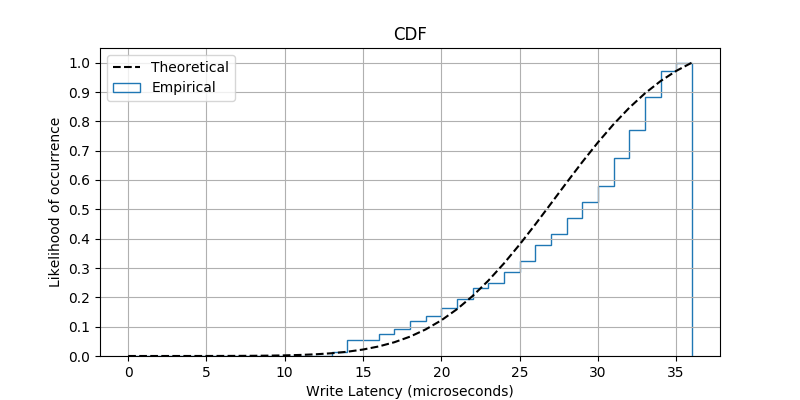 CDF
Theoretical
Empirical
Likelihood of occurrence
1.0
0.9
0.8
0.7
0.6
0.5
0.4
0.3
0.2
0.1
0.0
0 5 10 15 20 25 30 35
Write Latency (microseconds)